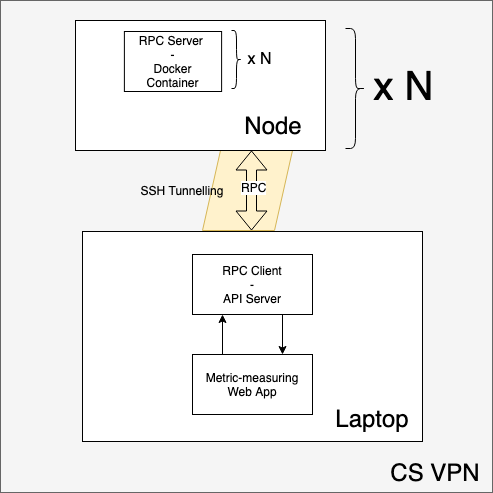 RPC Server
-
Docker
Container
x N
x N
Node
SSH Tunnelling
RPC
RPC Client
-
API Server
Metric-measuring
Web App
Laptop
CS VPN